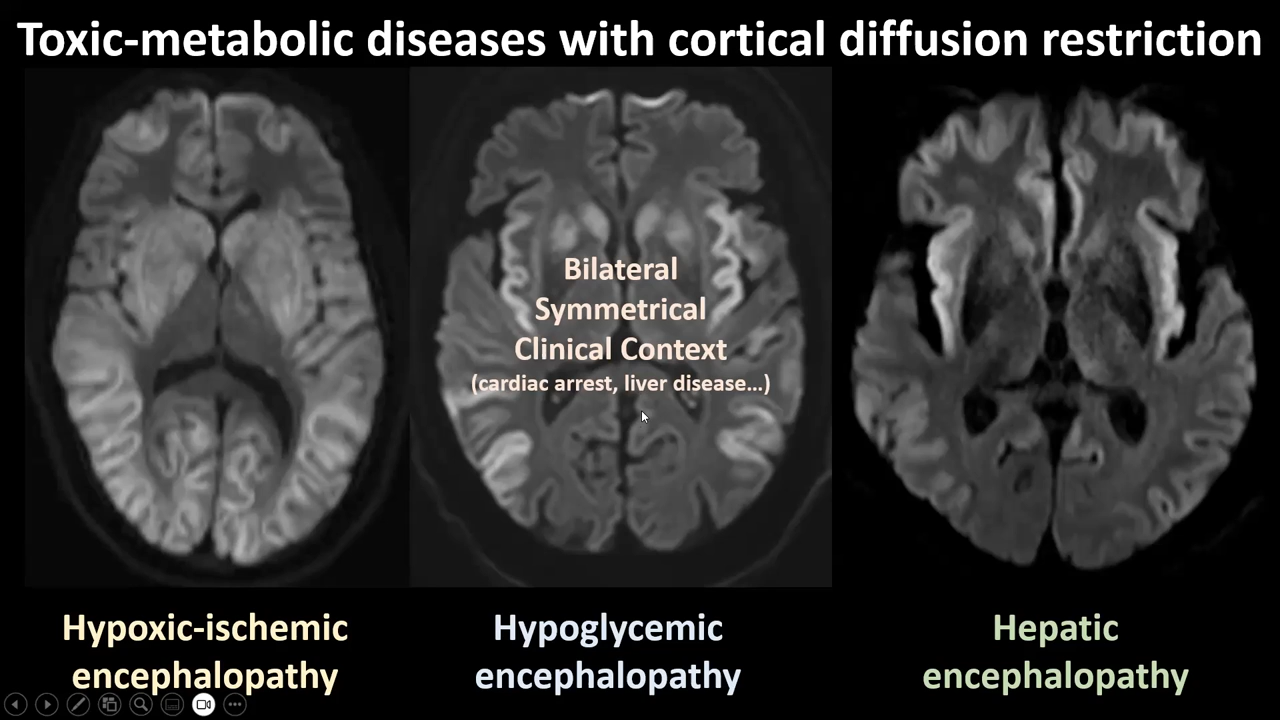 Toxic-metabolic diseases with cortical diffusion restriction
Bilateral
Symmetrical
Clinical Context
(cardiac arrest, liver disease...)
Hypoxic-ischemic
encephalopathy
Hypoglycemic
encephalopathy
Hepatic
encephalopathy